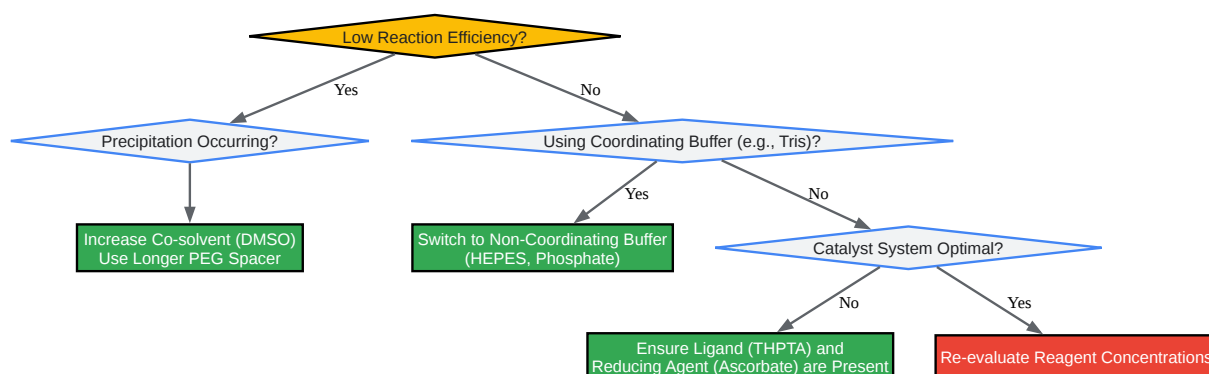 Low Reaction Efficiency?
Yes
No
Precipitation Occurring?
Using Coordinating Buffer (e.g., Tris)?
Yes
No
Increase Co-solvent (DMSO)
Use Longer PEG Spacer
Switch to Non-Coordinating Buffer
(HEPES, Phosphate)
Catalyst System Optimal?
No
Yes
Ensure Ligand (THPTA) and
Reducing Agent (Ascorbate) are Present
Re-evaluate Reagent Concentrations